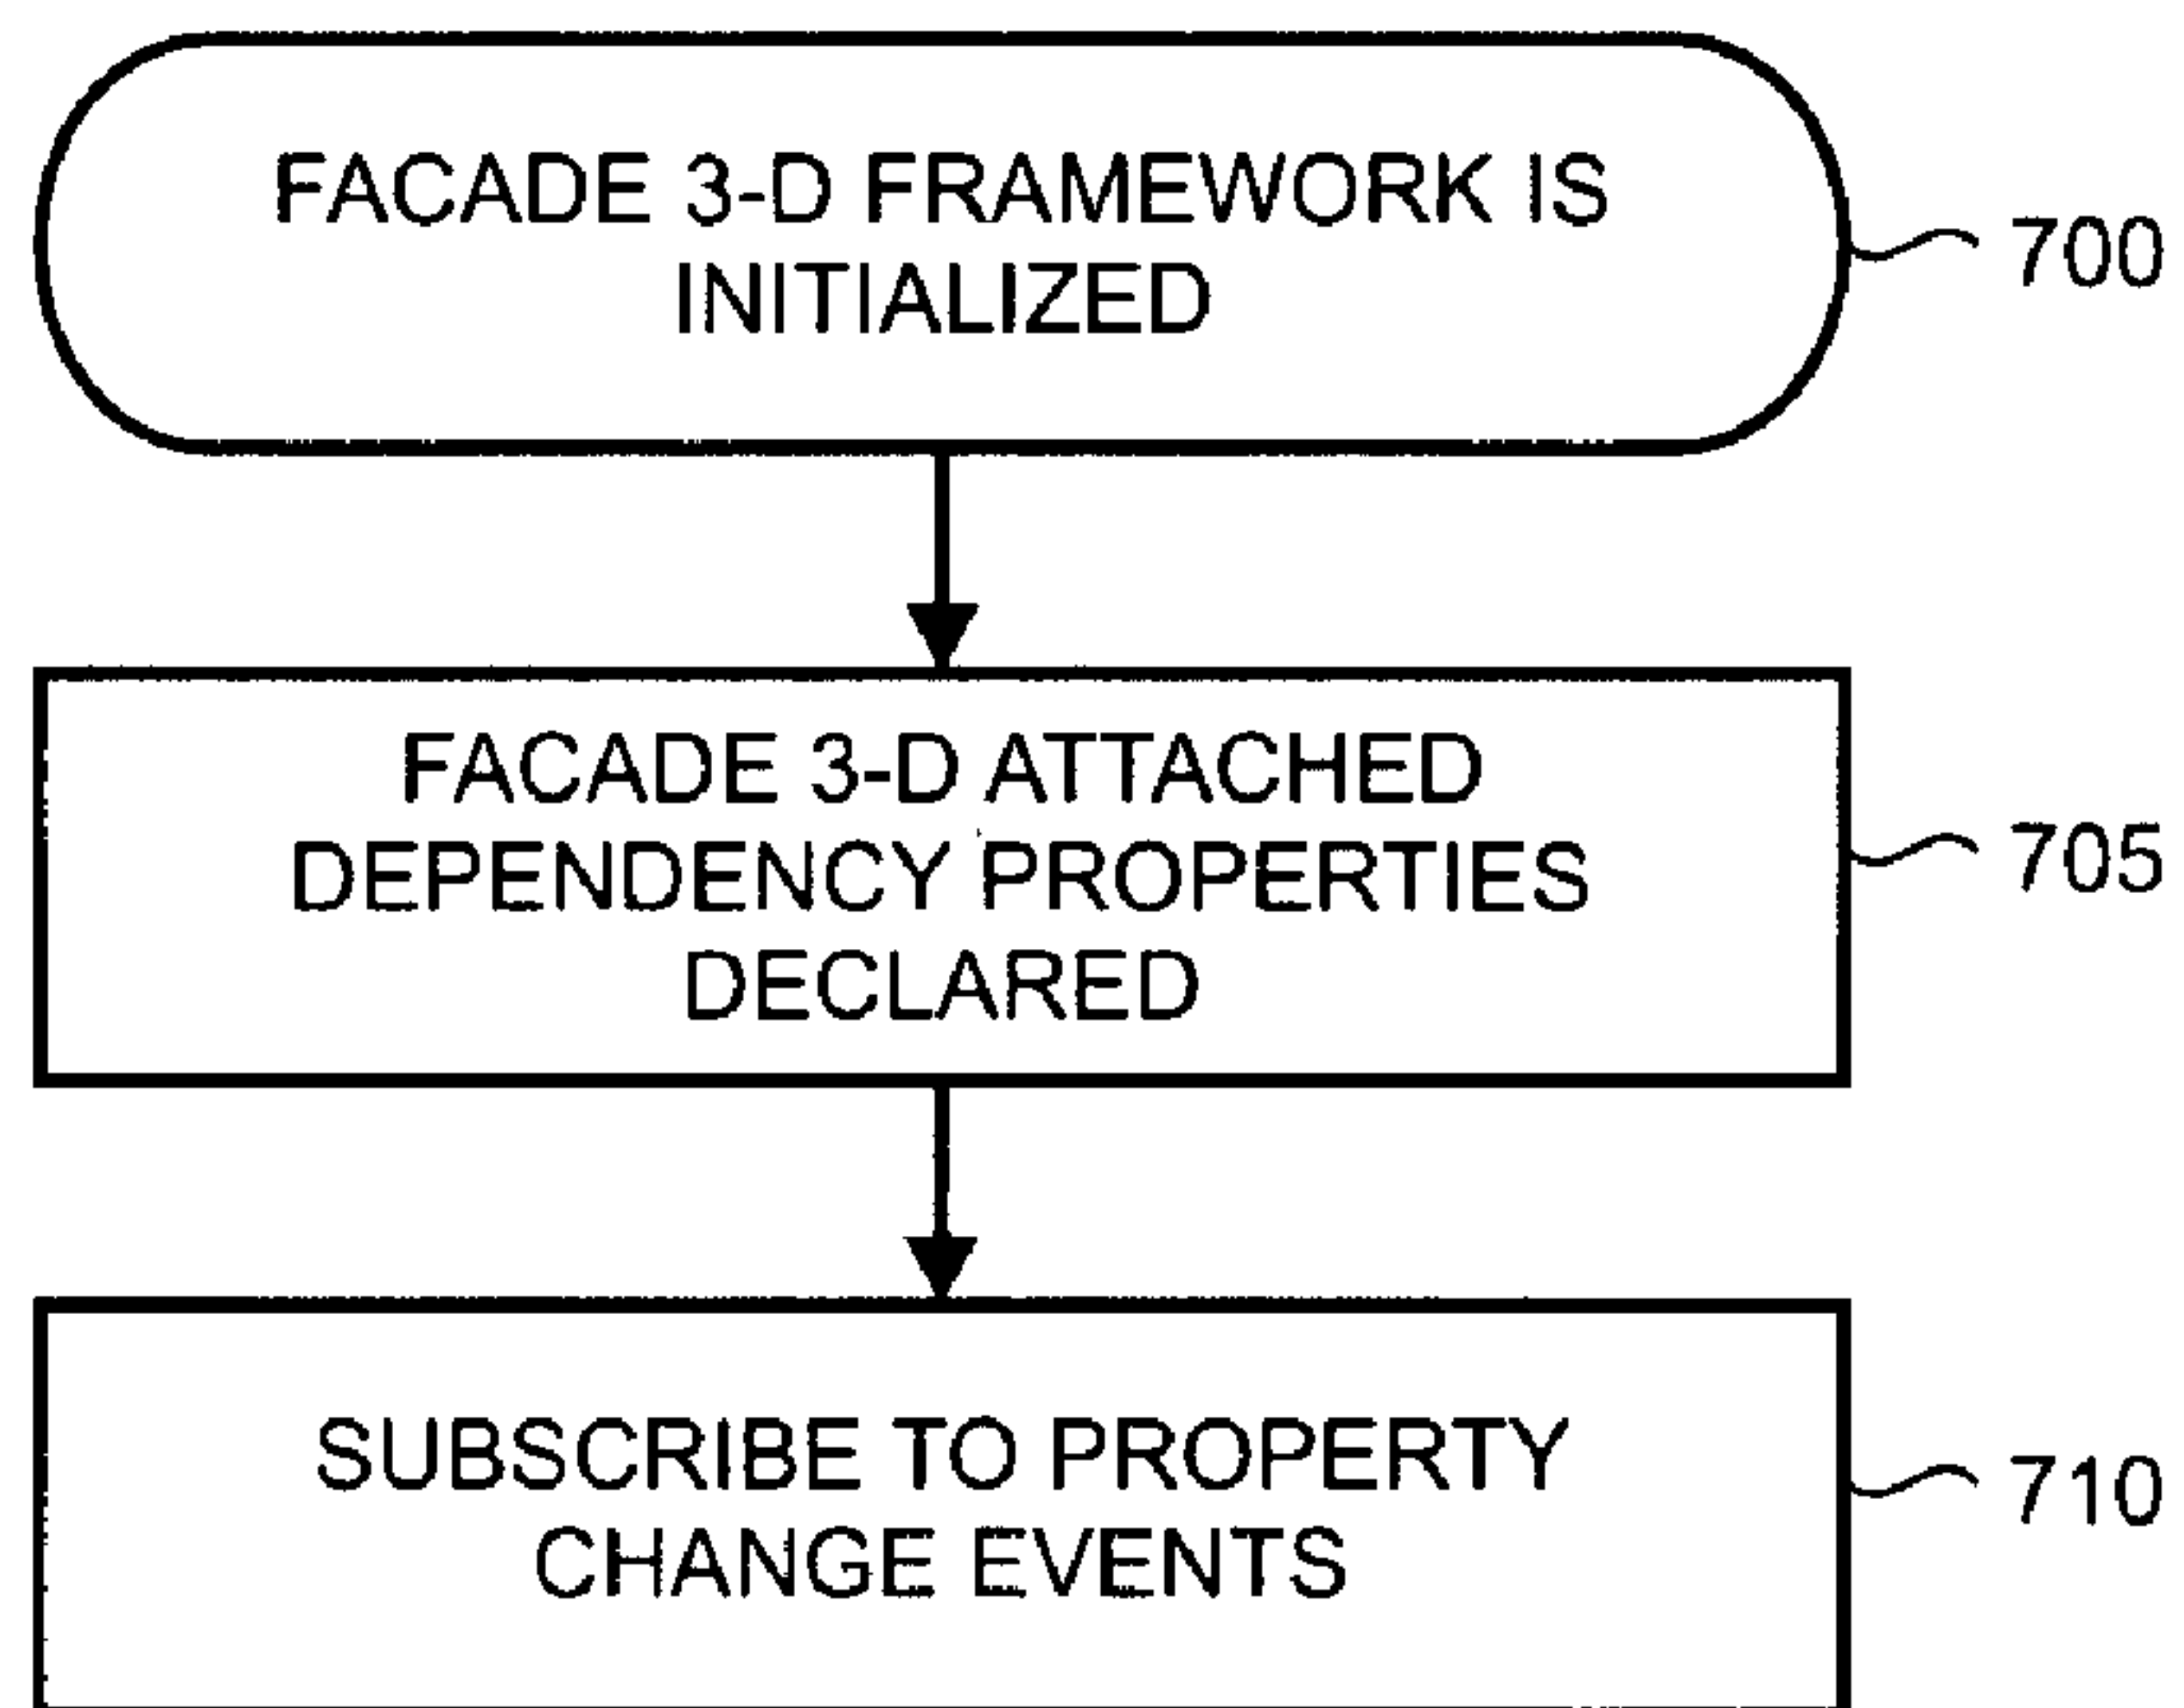 FACADE 3-D FRAMEWORK IS
INITIALIZED
700
FACADE 3-D ATTACHED
DEPENDENCY PROPERTIES
DECLARED
705
SUBSCRIBE TO PROPERTY
CHANGE EVENTS
710